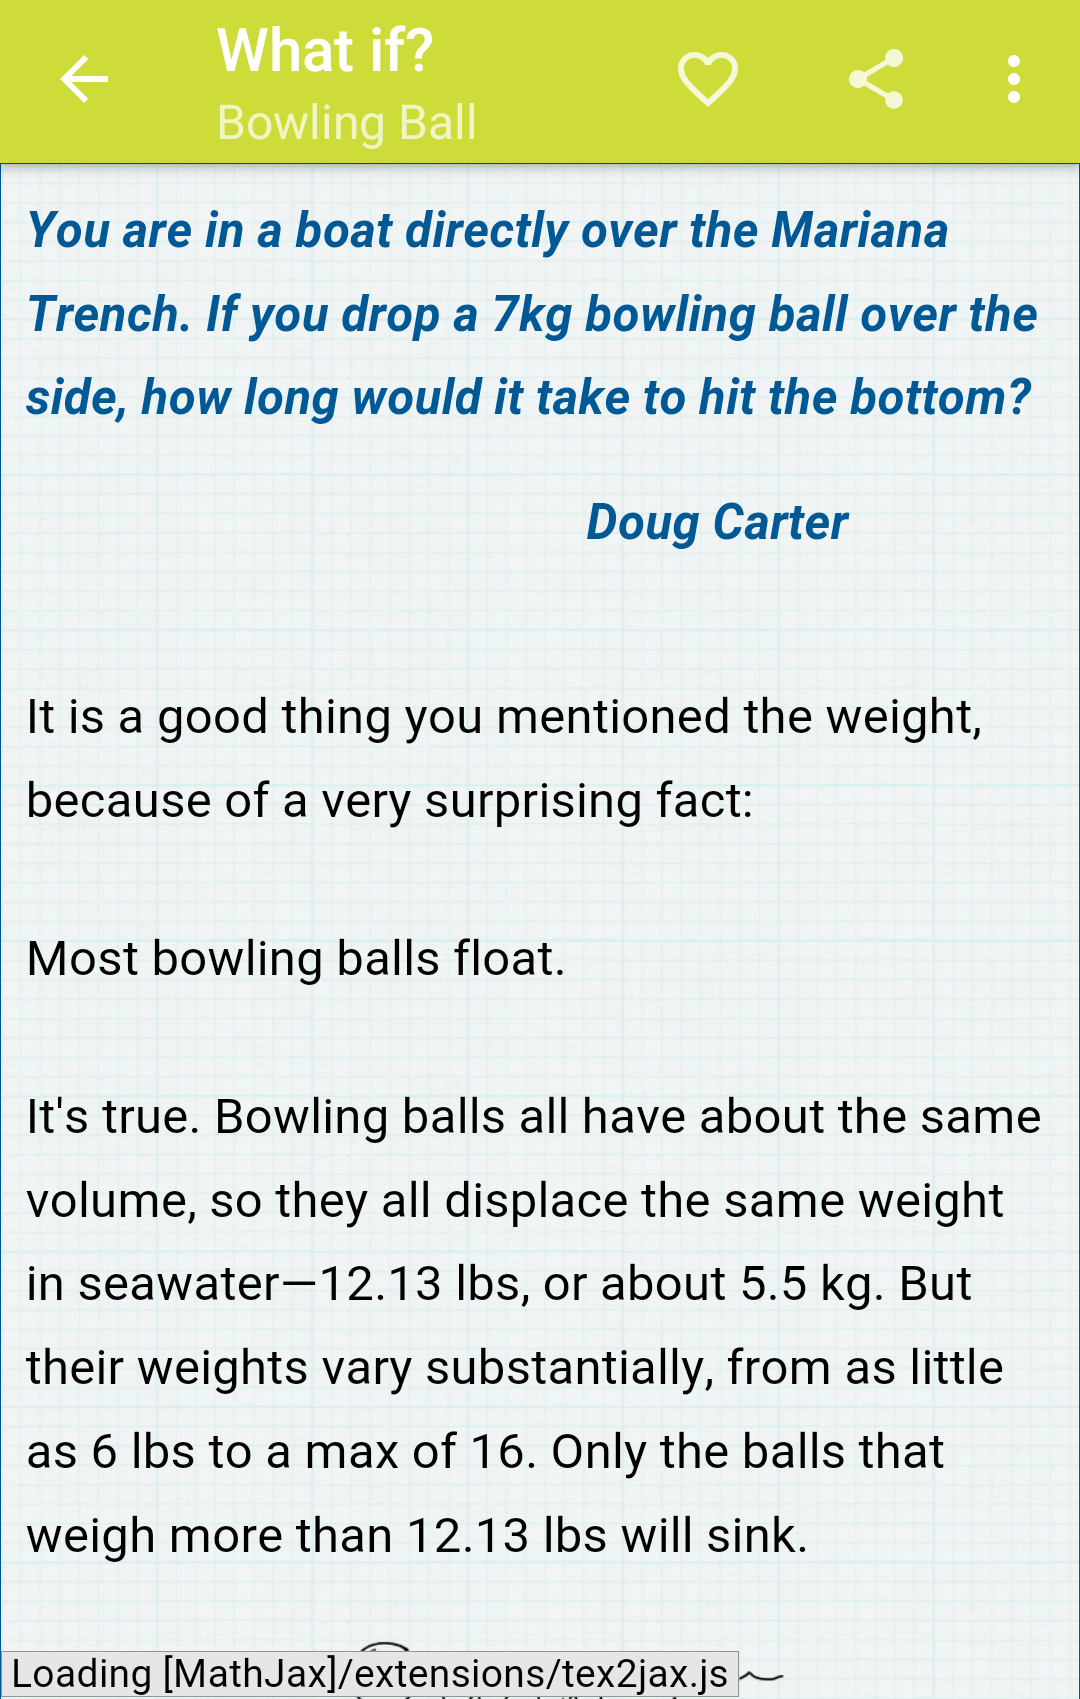 What if?
Bowling Ball
You are in a boat directly over the Mariana
Trench. If you drop a 7kg bowling ball over the
side, how long would it take to hit the bottom?
Doug Carter
It is a good thing you mentioned the weight,
because of a very surprising fact:
Most bowling balls float.
It's true. Bowling balls all have about the same
volume, so they all displace the same weight
in seawater—12.13 lbs, or about 5.5 kg. But
their weights vary substantially, from as little
as 6 lbs to a max of 16. Only the balls that
weigh more than 12.13 lbs will sink.
Loading [MathJax]/extensions/tex2jax.js